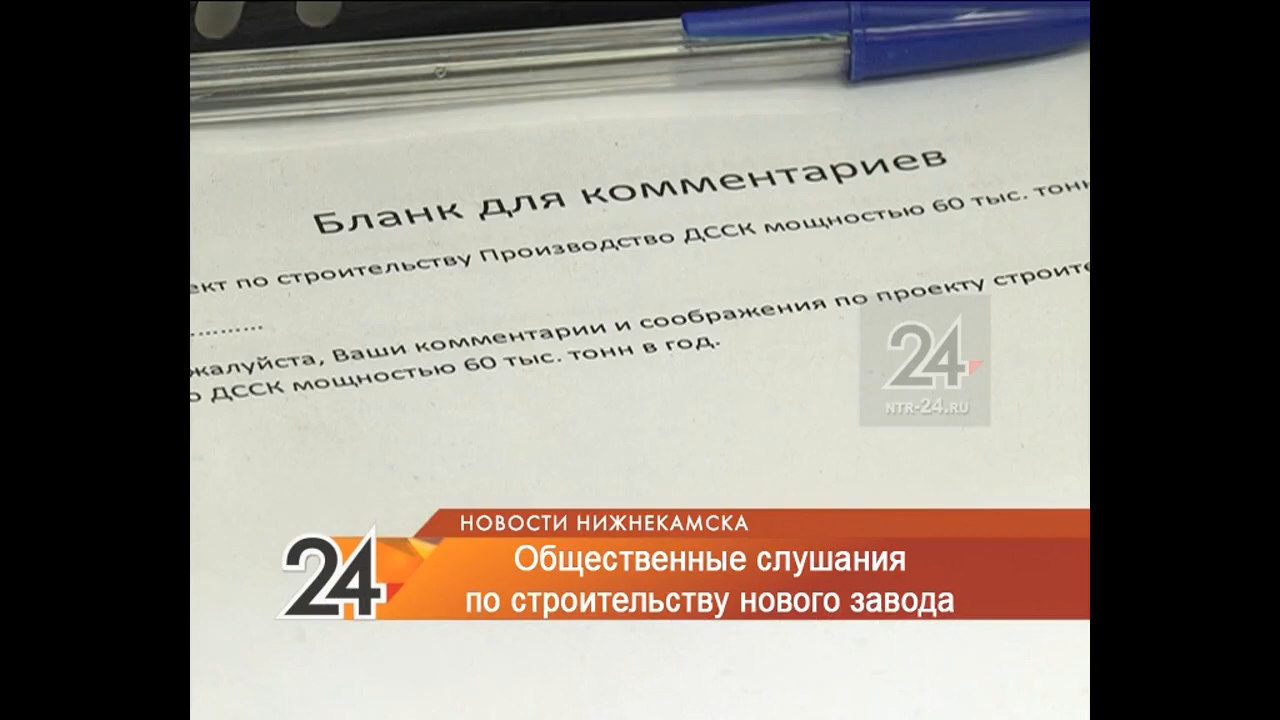 Бланк для комментариев
ект по строительству Производство ДССК мощностью 60 тыс. тонн
............
жалуйста, Ваши комментарии и соображения по проекту строите
о ДССК мощностью 60 тыс. тонн в год.
24
NTR-24.RU
НОВОСТИ НИЖНЕКАМСКА
24
Общественные слушания
по строительству нового завода